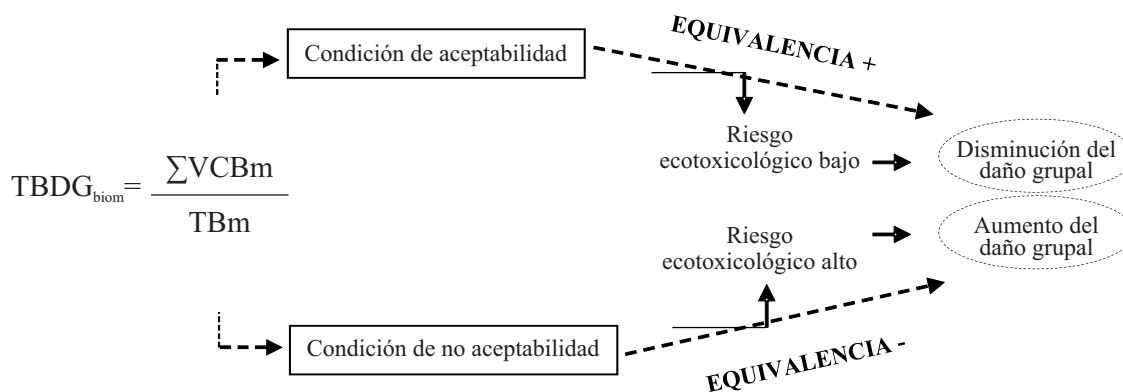 Condición de aceptabilidad
EQUIVALENCIA +
Riesgo
ecotoxicológico bajo
Disminución del
daño grupal
TBDGbiom= ∑VCBm
TBm
Riesgo
ecotoxicológico alto
Aumento del
daño grupal
Condición de no aceptabilidad
EQUIVALENCIA -